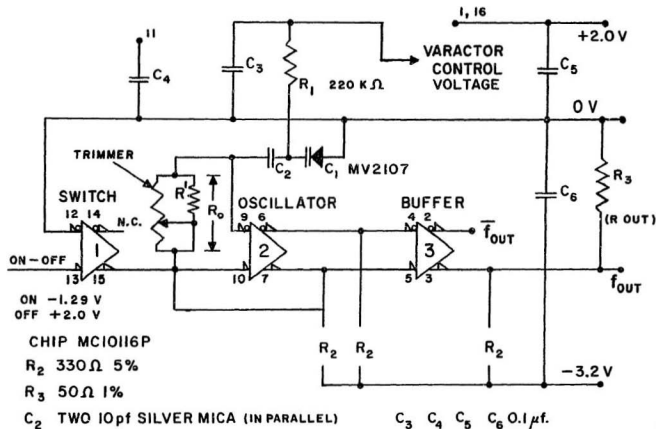 1, 16
+2.0 V
11
C4
C3
R1
220 KΩ
VARACTOR
CONTROL
VOLTAGE
C5
0 V
TRIMMER
C2
C1
MV2107
R'
Ro
R3
(R OUT)
C6
SWITCH
OSCILLATOR
BUFFER
12 14
N.C.
9 6
4 2
f̅OUT
1
2
3
ON-OFF
13 15
10 7
5 3
fOUT
ON -1.29 V
OFF +2.0 V
R2
R2
R2
-3.2 V
CHIP MC10116P
R2 330Ω 5%
R3 50Ω 1%
C2 TWO 10pf SILVER MICA (IN PARALLEL)
C3 C4 C5 C6 0.1 μf.